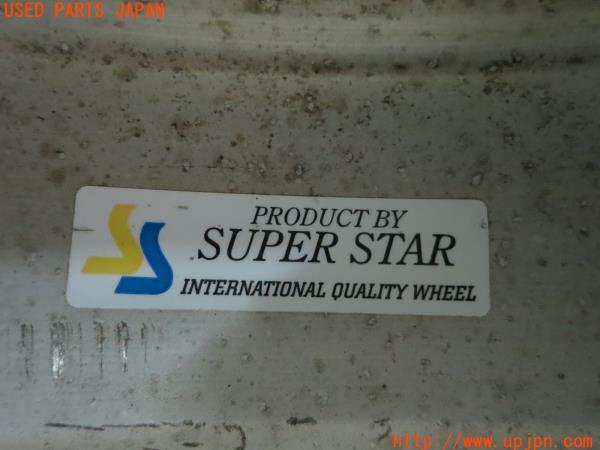 USED PARTS JAPAN
PRODUCT BY
SUPER STAR
INTERNATIONAL QUALITY WHEEL
http://www.upjpn.com